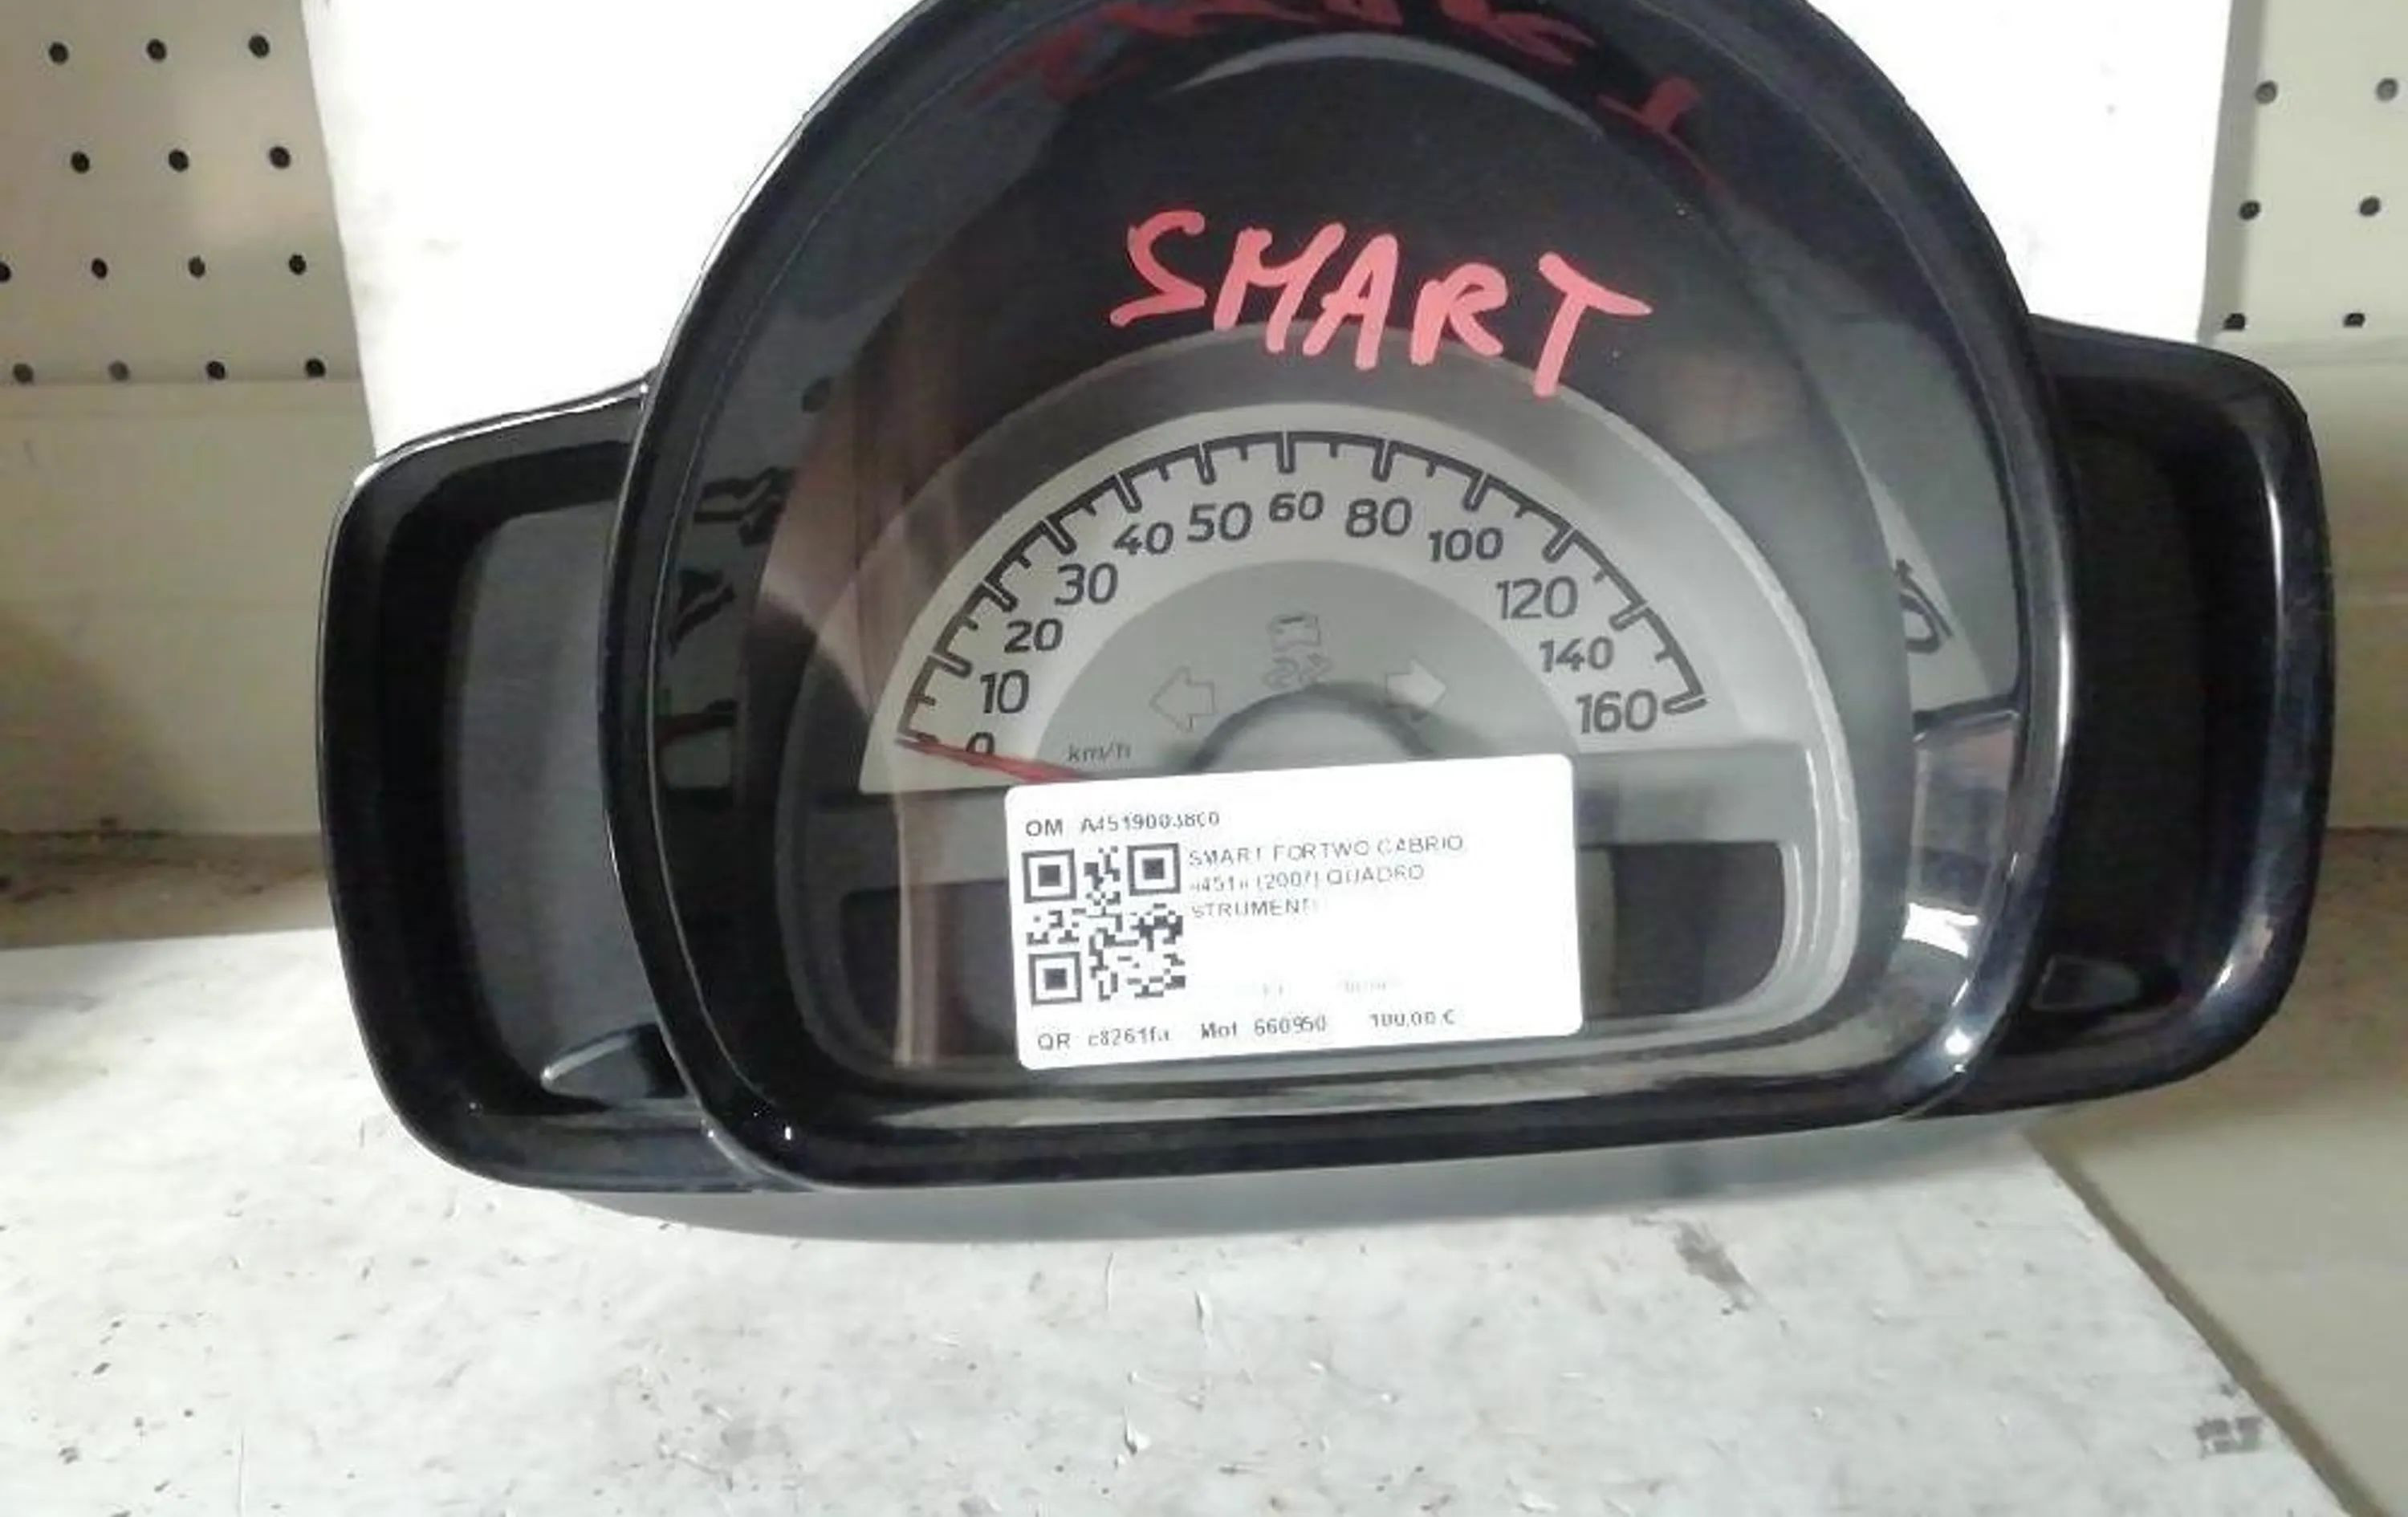 SMART
0 10 20 30 40 50 60 80 100 120 140 160
km/h
OM A4519003800
SMART FORTWO CABRIO
«451» (2007) QUADRO
STRUMENTI
QR c8261fa Mot 660950 100,00 €